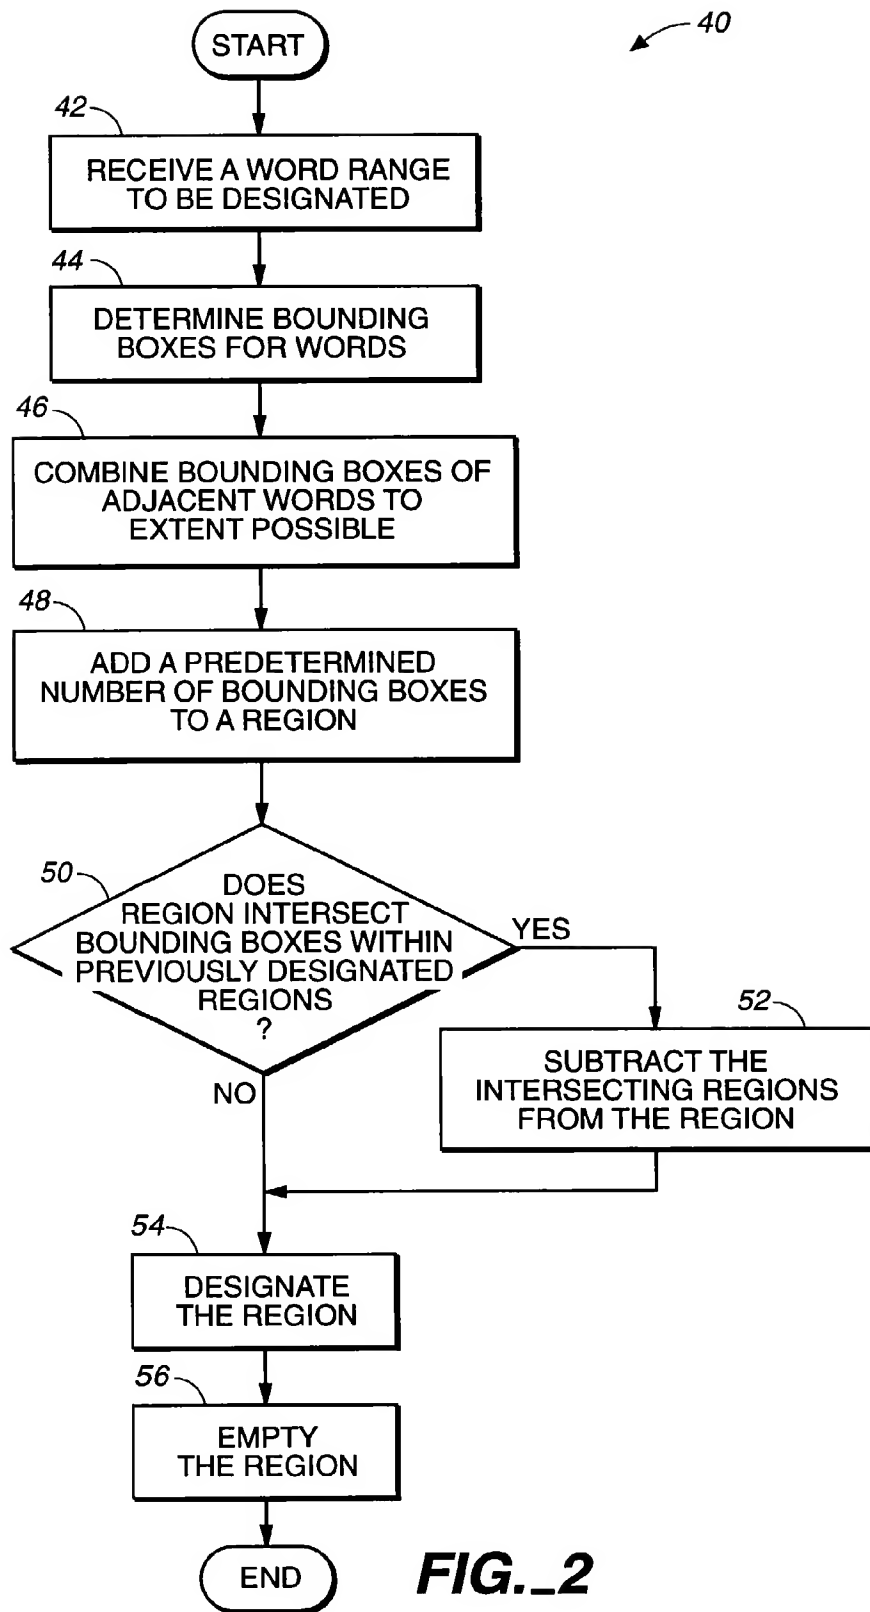 START
40
42
RECEIVE A WORD RANGE
TO BE DESIGNATED
44
DETERMINE BOUNDING
BOXES FOR WORDS
46
COMBINE BOUNDING BOXES OF
ADJACENT WORDS TO
EXTENT POSSIBLE
48
ADD A PREDETERMINED
NUMBER OF BOUNDING BOXES
TO A REGION
50
DOES
REGION INTERSECT
BOUNDING BOXES WITHIN
PREVIOUSLY DESIGNATED
REGIONS
?
YES
52
SUBTRACT THE
INTERSECTING REGIONS
FROM THE REGION
NO
54
DESIGNATE
THE REGION
56
EMPTY
THE REGION
END
FIG._2